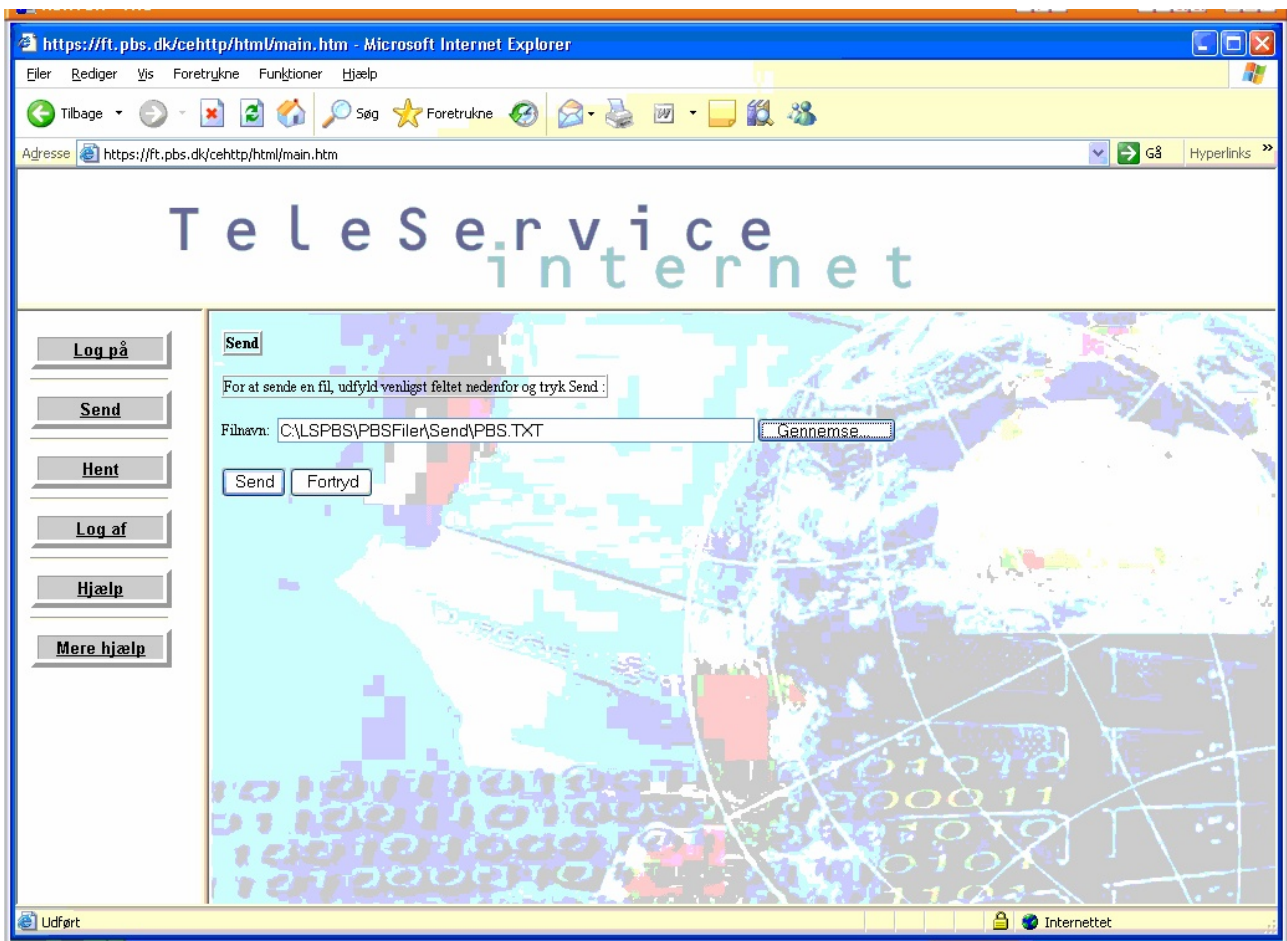 https://ft.pbs.dk/cehttp/html/main.htm - Microsoft Internet Explorer
Filer Rediger Vis Foretrukne Funktioner Hjælp
Tilbage Søg Foretrukne
Adresse https://ft.pbs.dk/cehttp/html/main.htm Gå Hyperlinks »
TeleService
internet
Log på
Send
Hent
Log af
Hjælp
Mere hjælp
Send
For at sende en fil, udfyld venligst feltet nedenfor og tryk Send :
Filnavn: C:\LSPBS\PBSFiler\Send\PBS.TXT Gennemse...
Send Fortryd
Udført Internettet